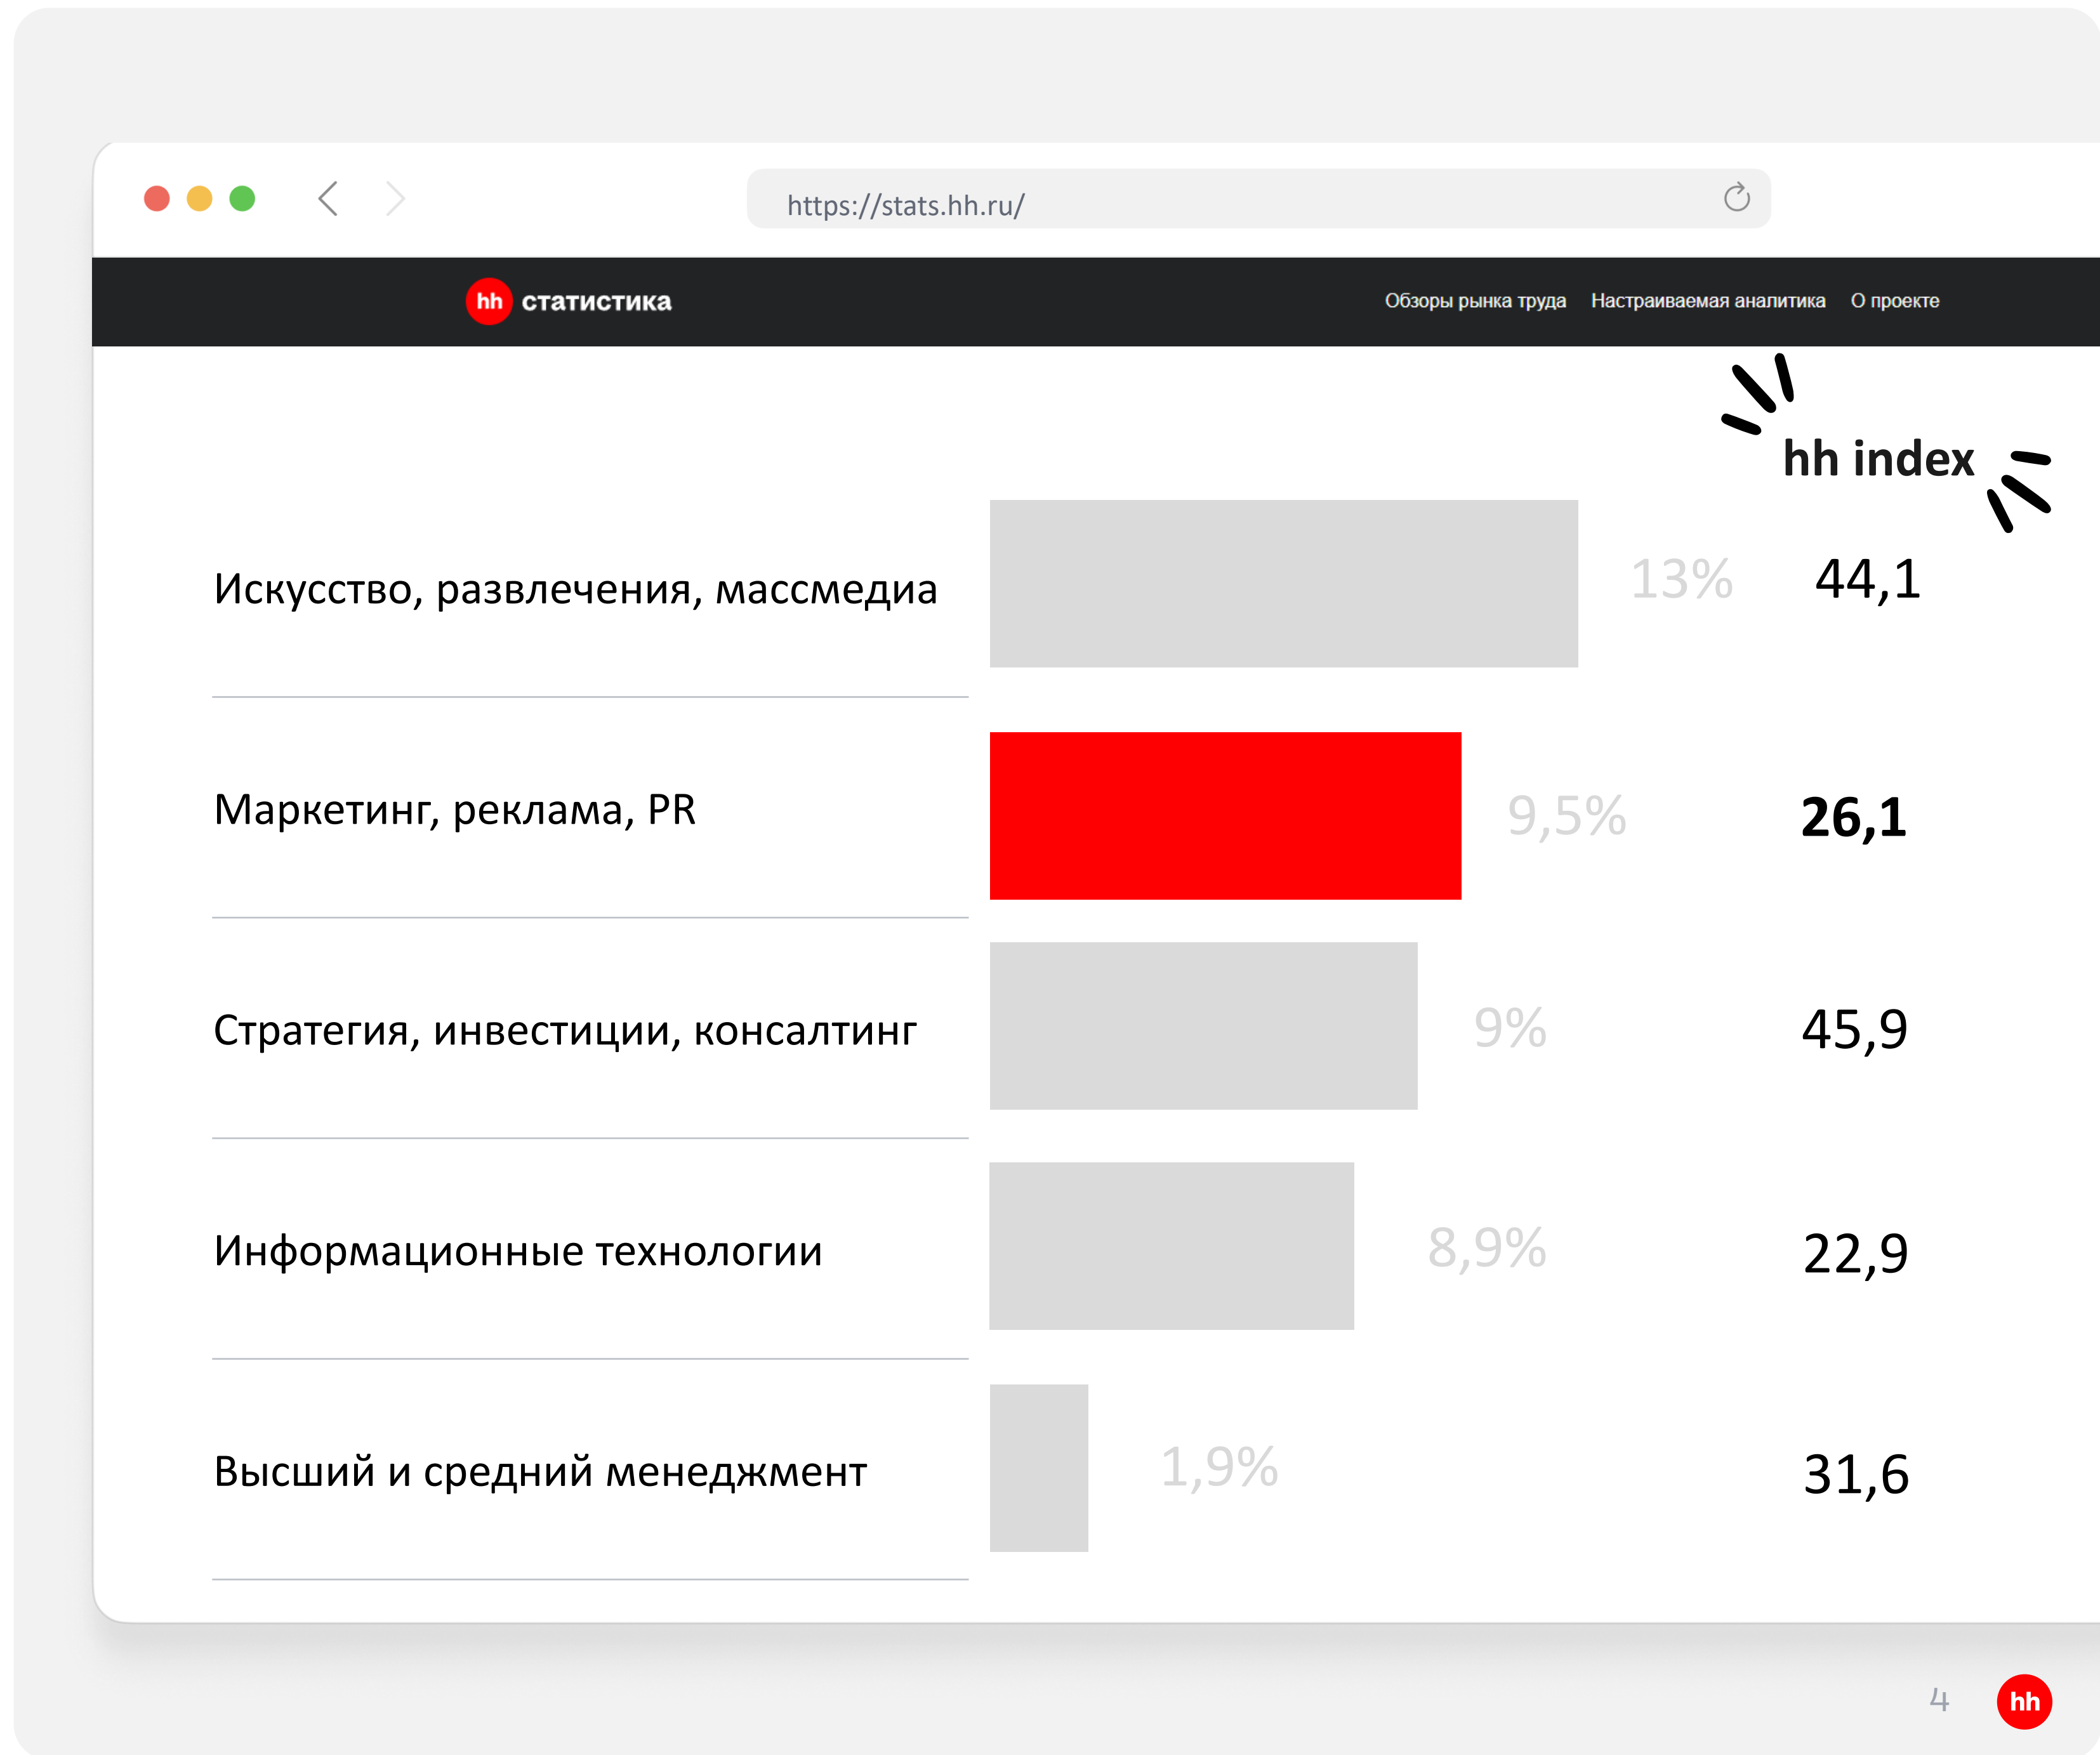 https://stats.hh.ru/
hh статистика
Обзоры рынка труда Настраиваемая аналитика О проекте
hh index
Искусство, развлечения, массмедиа 13% 44,1
Маркетинг, реклама, PR 9,5% 26,1
Стратегия, инвестиции, консалтинг 9% 45,9
Информационные технологии 8,9% 22,9
Высший и средний менеджмент 1,9% 31,6
4 hh